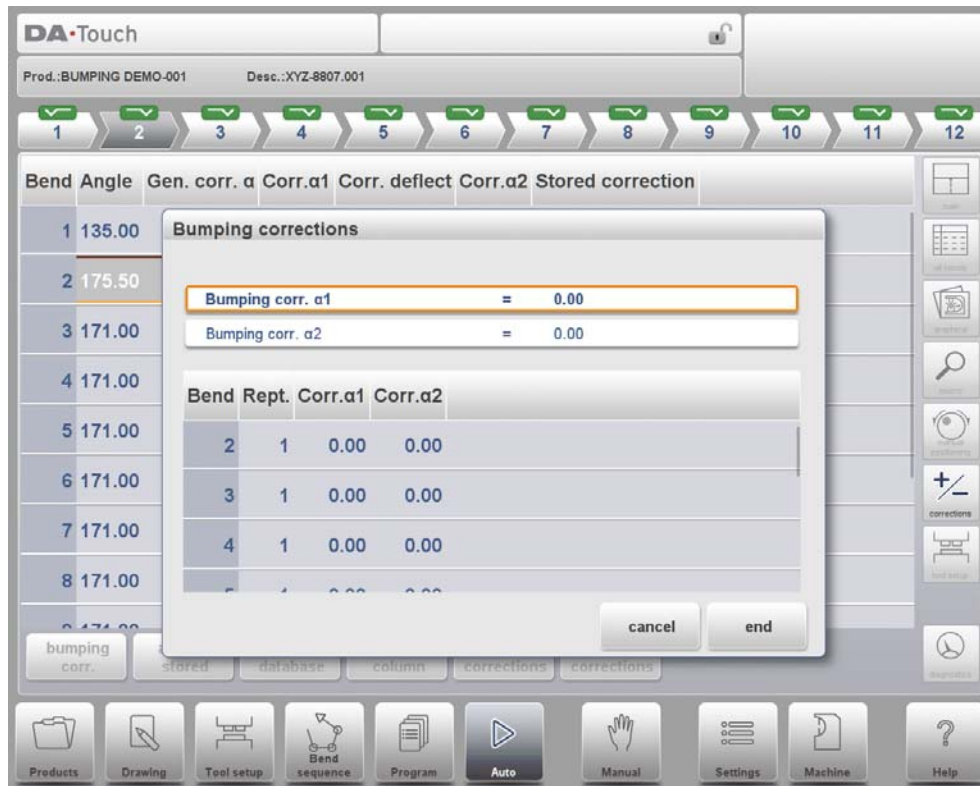 DA·Touch
Prod.:BUMPING DEMO-001 Desc.:XYZ-8807.001
1 2 3 4 5 6 7 8 9 10 11 12
Bend Angle Gen. corr. α Corr.α1 Corr. deflect Corr.α2 Stored correction
1 135.00
2 175.50
3 171.00
4 171.00
5 171.00
6 171.00
7 171.00
8 171.00
Bumping corrections
Bumping corr. α1 = 0.00
Bumping corr. α2 = 0.00
Bend Rept. Corr.α1 Corr.α2
2 1 0.00 0.00
3 1 0.00 0.00
4 1 0.00 0.00
cancel end
bumping corr. stored database column corrections corrections
manual positioning
corrections
tool setup
diagnostics
Products Drawing Tool setup Bend sequence Program Auto Manual Settings Machine Help